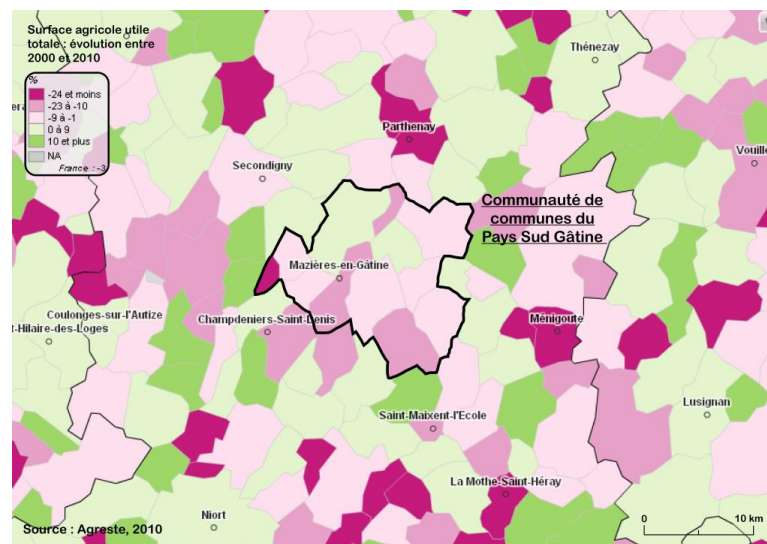 Surface agricole utile
totale : évolution entre
2000 et 2010
%
-24 et moins
-23 à -10
-9 à -1
0 à 9
10 et plus
NA
France : -3
Thénezay
Parthenay
Vouillé
Secondigny
Communauté de
communes du
Pays Sud Gâtine
Mazières-en-Gâtine
Coulonges-sur-l'Autize
t-Hilaire-des-Loges
Champdeniers-Saint-Denis
Ménigoute
Lusignan
Saint-Maixent-l'Ecole
La Mothe-Saint-Héray
Niort
Source : Agreste, 2010
0
10 km